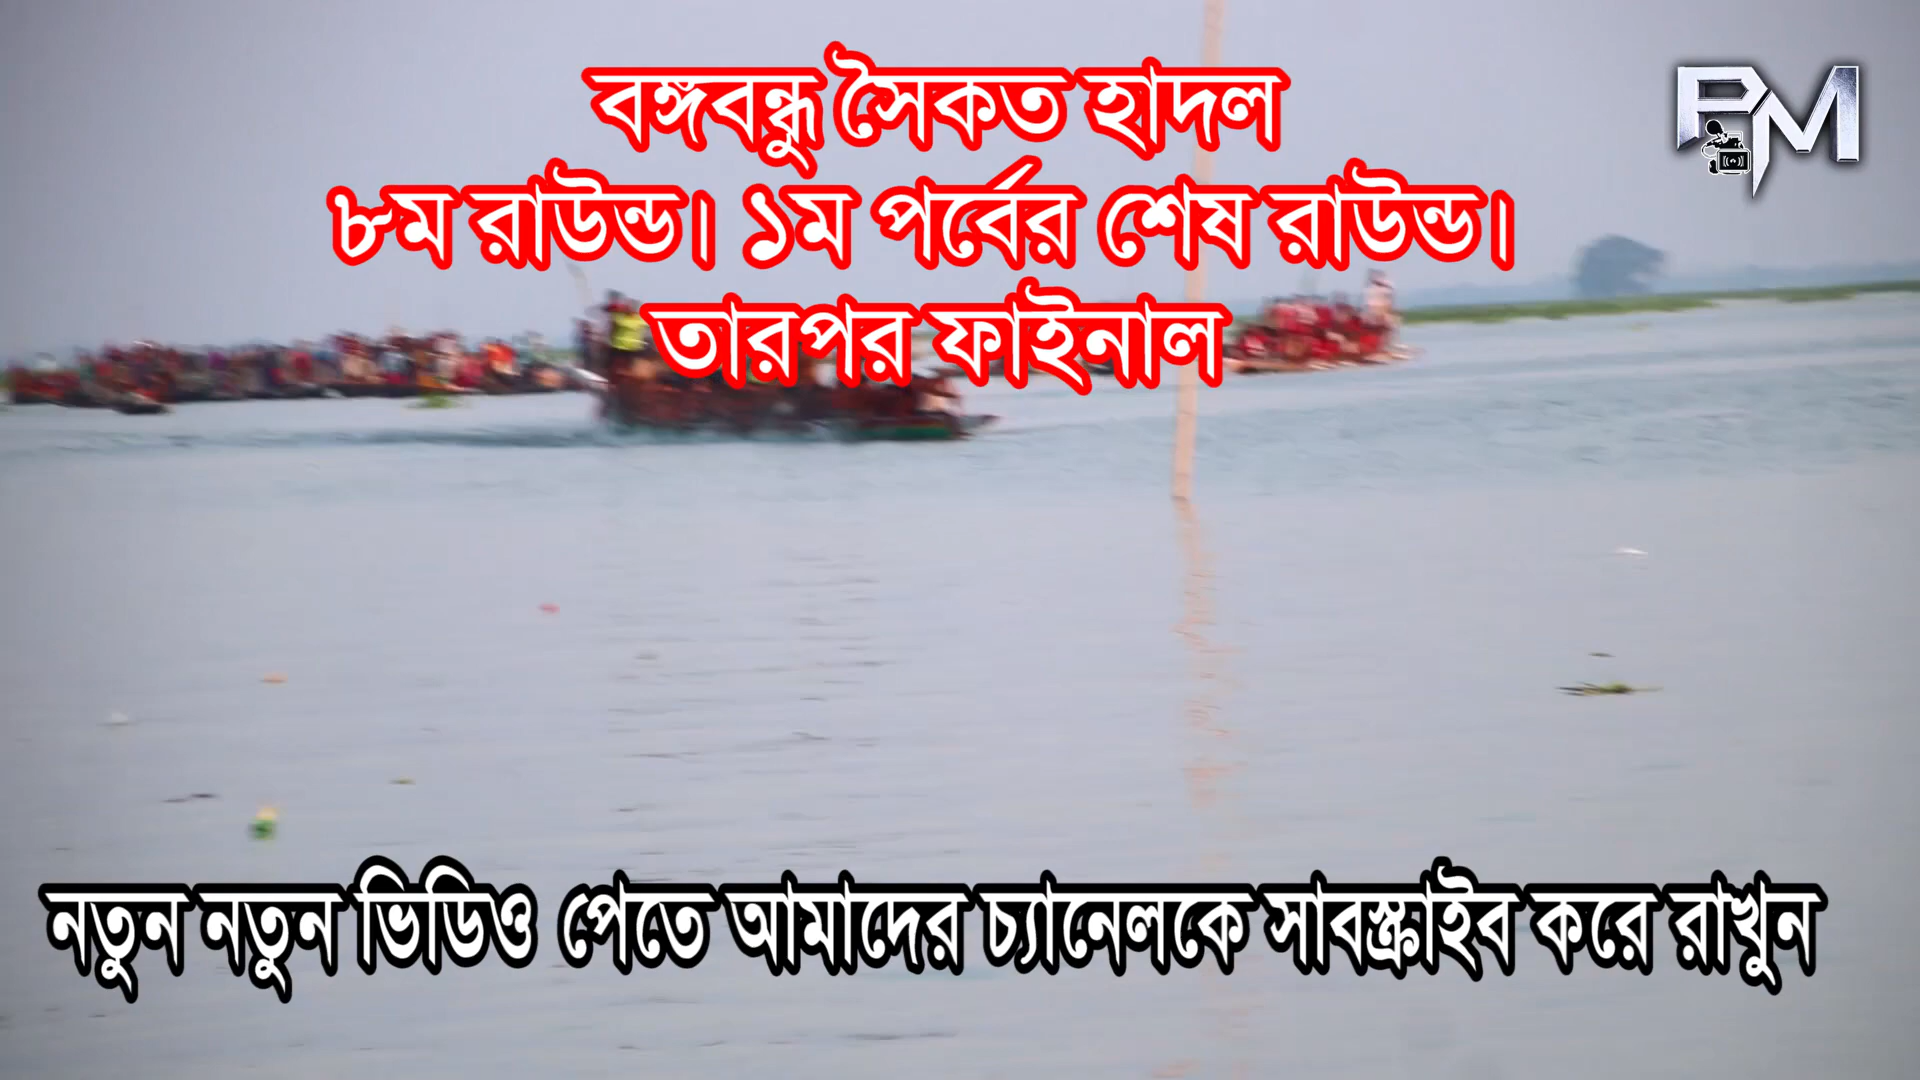 বঙ্গবন্ধু সৈকত হাদল
৮ম রাউন্ড। ১ম পর্বের শেষ রাউন্ড।
তারপর ফাইনাল
PM
নতুন নতুন ভিডিও পেতে আমাদের চ্যানেলকে সাবস্ক্রাইব করে রাখুন